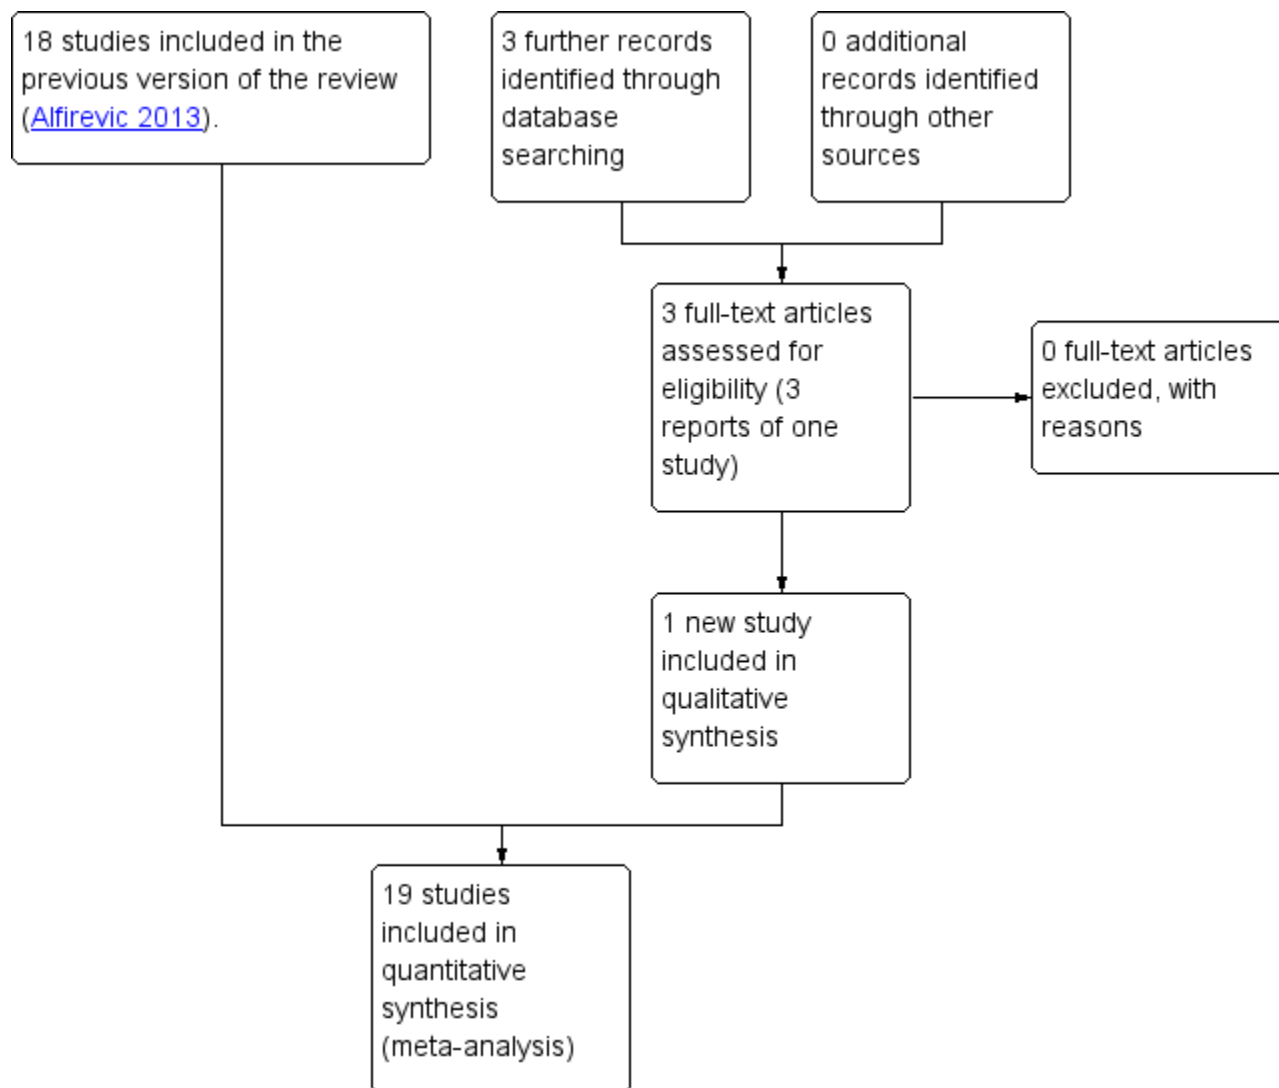 18 studies included in the
previous version of the review
(Alfirevic 2013).
3 further records
identified through
database
searching
0 additional
records identified
through other
sources
3 full-text articles
assessed for
eligibility (3
reports of one
study)
0 full-text articles
excluded, with
reasons
1 new study
included in
qualitative
synthesis
19 studies
included in
quantitative
synthesis
(meta-analysis)